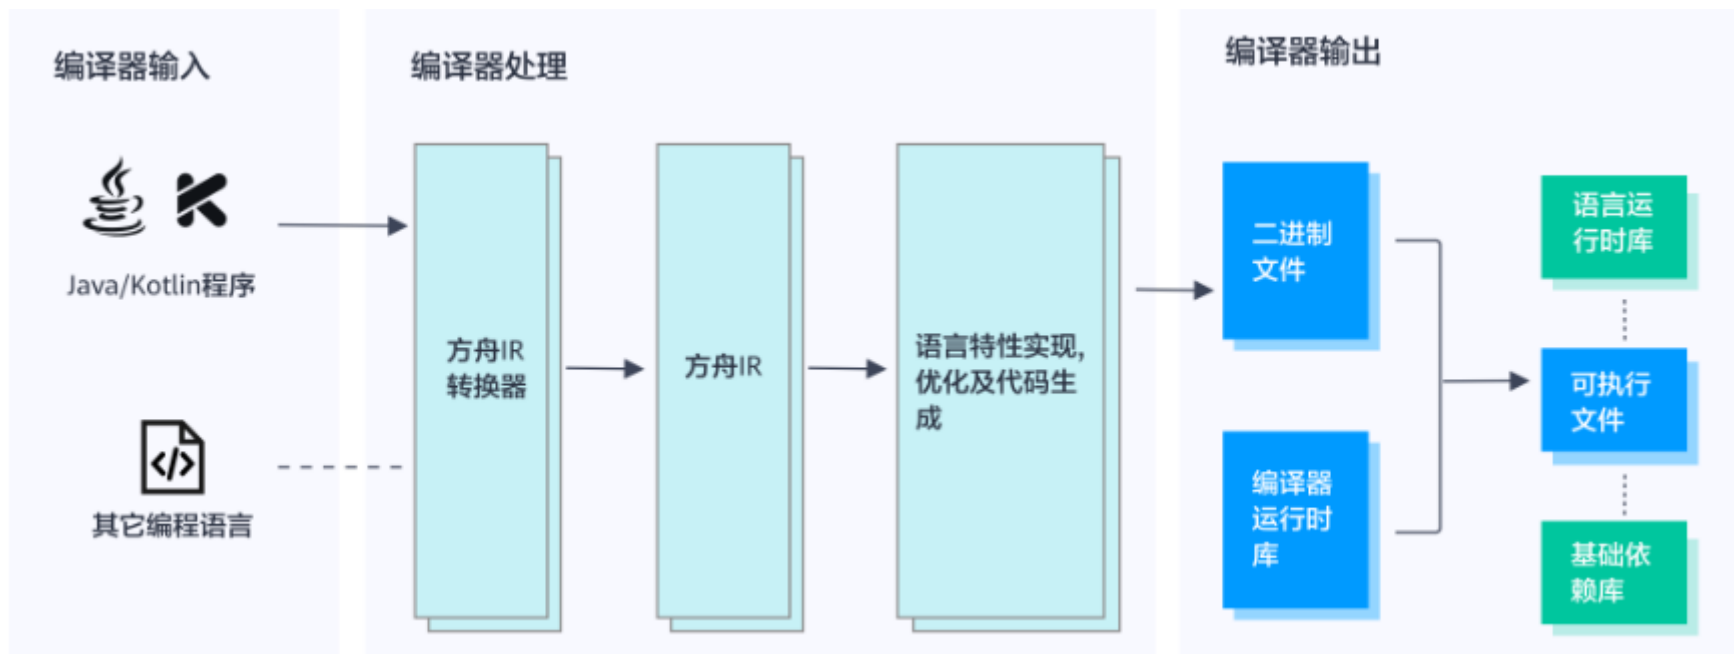 编译器输入
Java/Kotlin程序
其它编程语言
编译器处理
方舟IR
转换器
方舟IR
语言特性实现,
优化及代码生
成
编译器输出
二进制
文件
编译器
运行时
库
语言运
行时库
可执行
文件
基础依
赖库